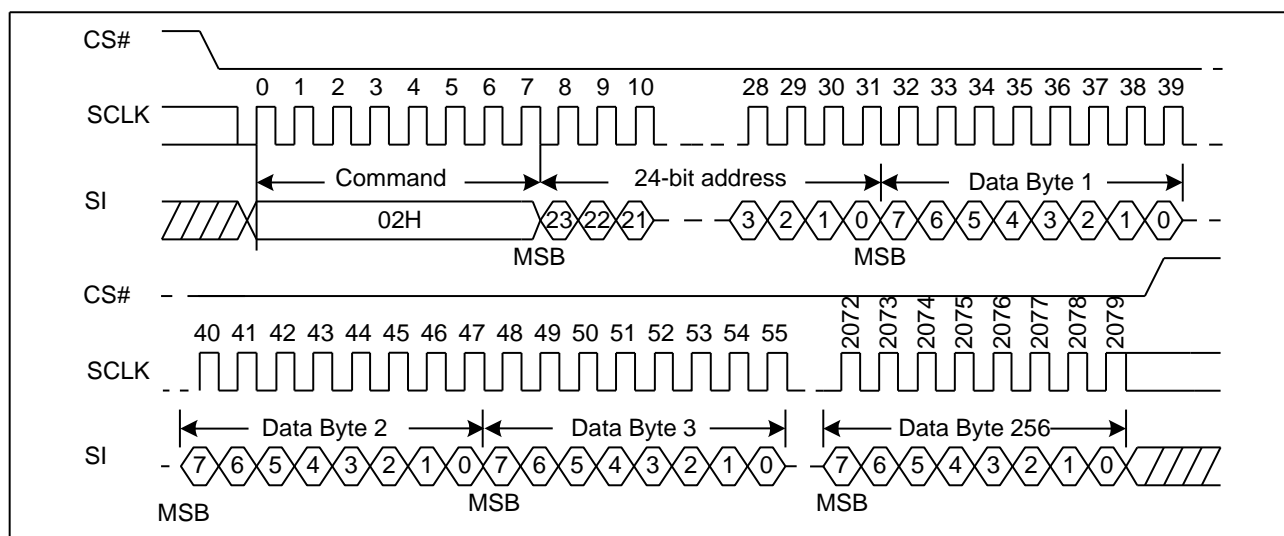 CS#
0 1 2 3 4 5 6 7 8 9 10 28 29 30 31 32 33 34 35 36 37 38 39
SCLK
Command 24-bit address Data Byte 1
SI
02H 23 22 21 3 2 1 0 7 6 5 4 3 2 1 0
MSB MSB
CS#
40 41 42 43 44 45 46 47 48 49 50 51 52 53 54 55 2072 2073 2074 2075 2076 2077 2078 2079
SCLK
Data Byte 2 Data Byte 3 Data Byte 256
SI
7 6 5 4 3 2 1 0 7 6 5 4 3 2 1 0 7 6 5 4 3 2 1 0
MSB MSB MSB